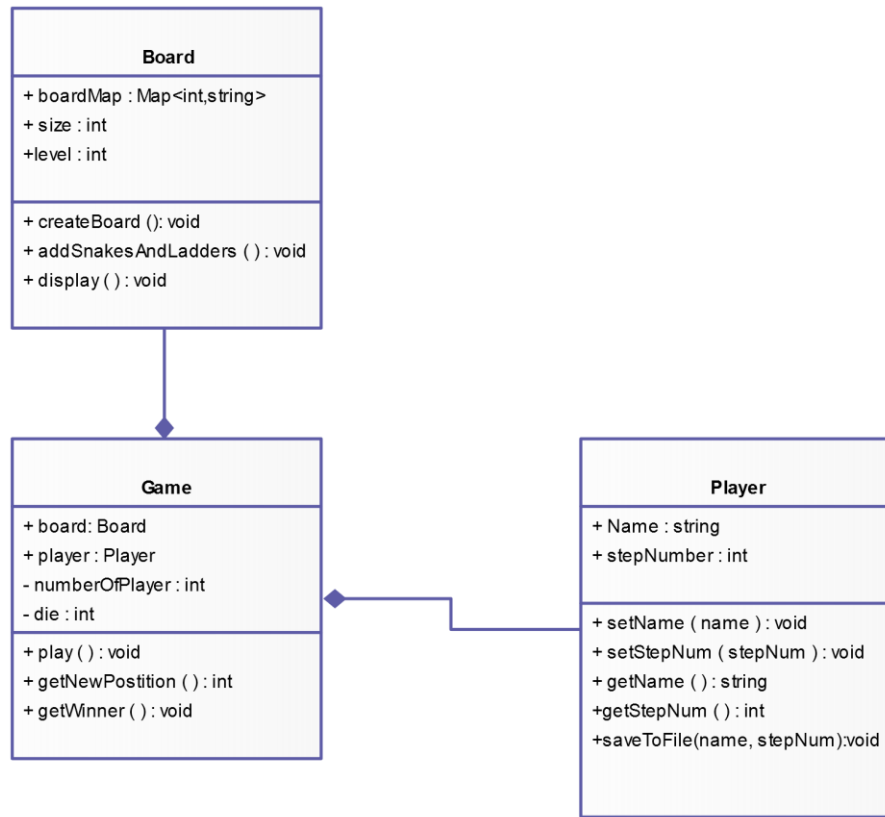 Board
+ boardMap : Map<int,string>
+ size : int
+level : int
+ createBoard (): void
+ addSnakesAndLadders ( ) : void
+ display ( ) : void
Game
+ board: Board
+ player : Player
- numberOfPlayer : int
- die : int
+ play ( ) : void
+ getNewPostition ( ) : int
+ getWinner ( ) : void
Player
+ Name : string
+ stepNumber : int
+ setName ( name ) : void
+ setStepNum ( stepNum ) : void
+ getName ( ) : string
+getStepNum ( ) : int
+saveToFile(name, stepNum):void